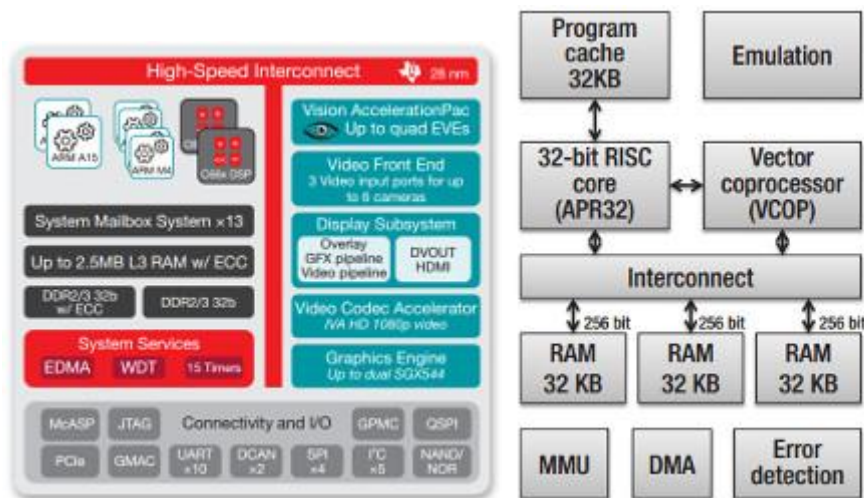 High-Speed Interconnect
28 nm
ARM A15
ARM M4
C66x DSP
System Mailbox System ×13
Up to 2.5MB L3 RAM w/ ECC
DDR2/3 32b
w/ ECC
DDR2/3 32b
System Services
EDMA
WDT
15 Timers
Vision AccelerationPac
Up to quad EVEs
Video Front End
3 Video input ports for up
to 6 cameras
Display Subsystem
Overlay
GFX pipeline
Video pipeline
DVOUT
HDMI
Video Codec Accelerator
IVA HD 1080p video
Graphics Engine
Up to dual SGX544
McASP
JTAG
Connectivity and I/O
GPMC
QSPI
PCIe
GMAC
UART
×10
DCAN
×2
SPI
×4
I²C
×5
NAND/
NOR
Program
cache
32KB
Emulation
32-bit RISC
core
(APR32)
Vector
coprocessor
(VCOP)
Interconnect
256 bit
256 bit
256 bit
RAM
32 KB
RAM
32 KB
RAM
32 KB
MMU
DMA
Error
detection